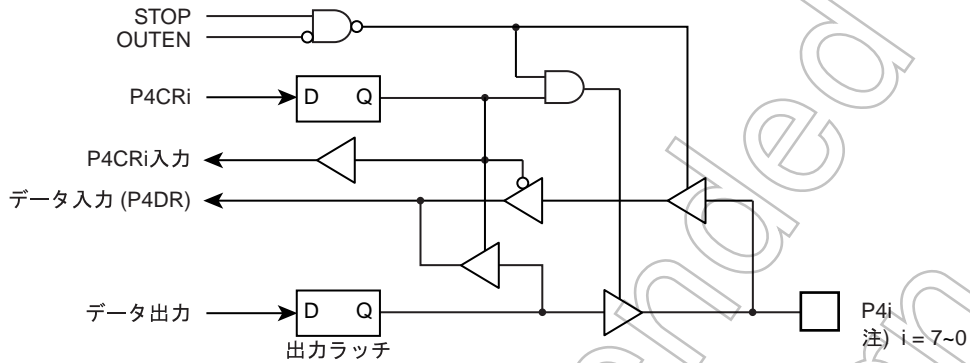 STOP
OUTEN
P4CRi
D Q
P4CRi入力
データ入力 (P4DR)
データ出力
D Q
出力ラッチ
P4i
注) i = 7~0